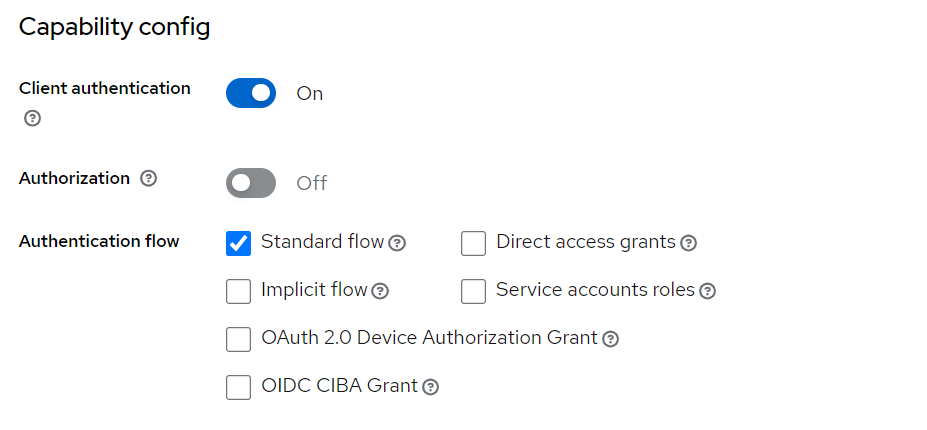 Capability config
Client authentication
On
Authorization
Off
Authentication flow
Standard flow
Direct access grants
Implicit flow
Service accounts roles
OAuth 2.0 Device Authorization Grant
OIDC CIBA Grant